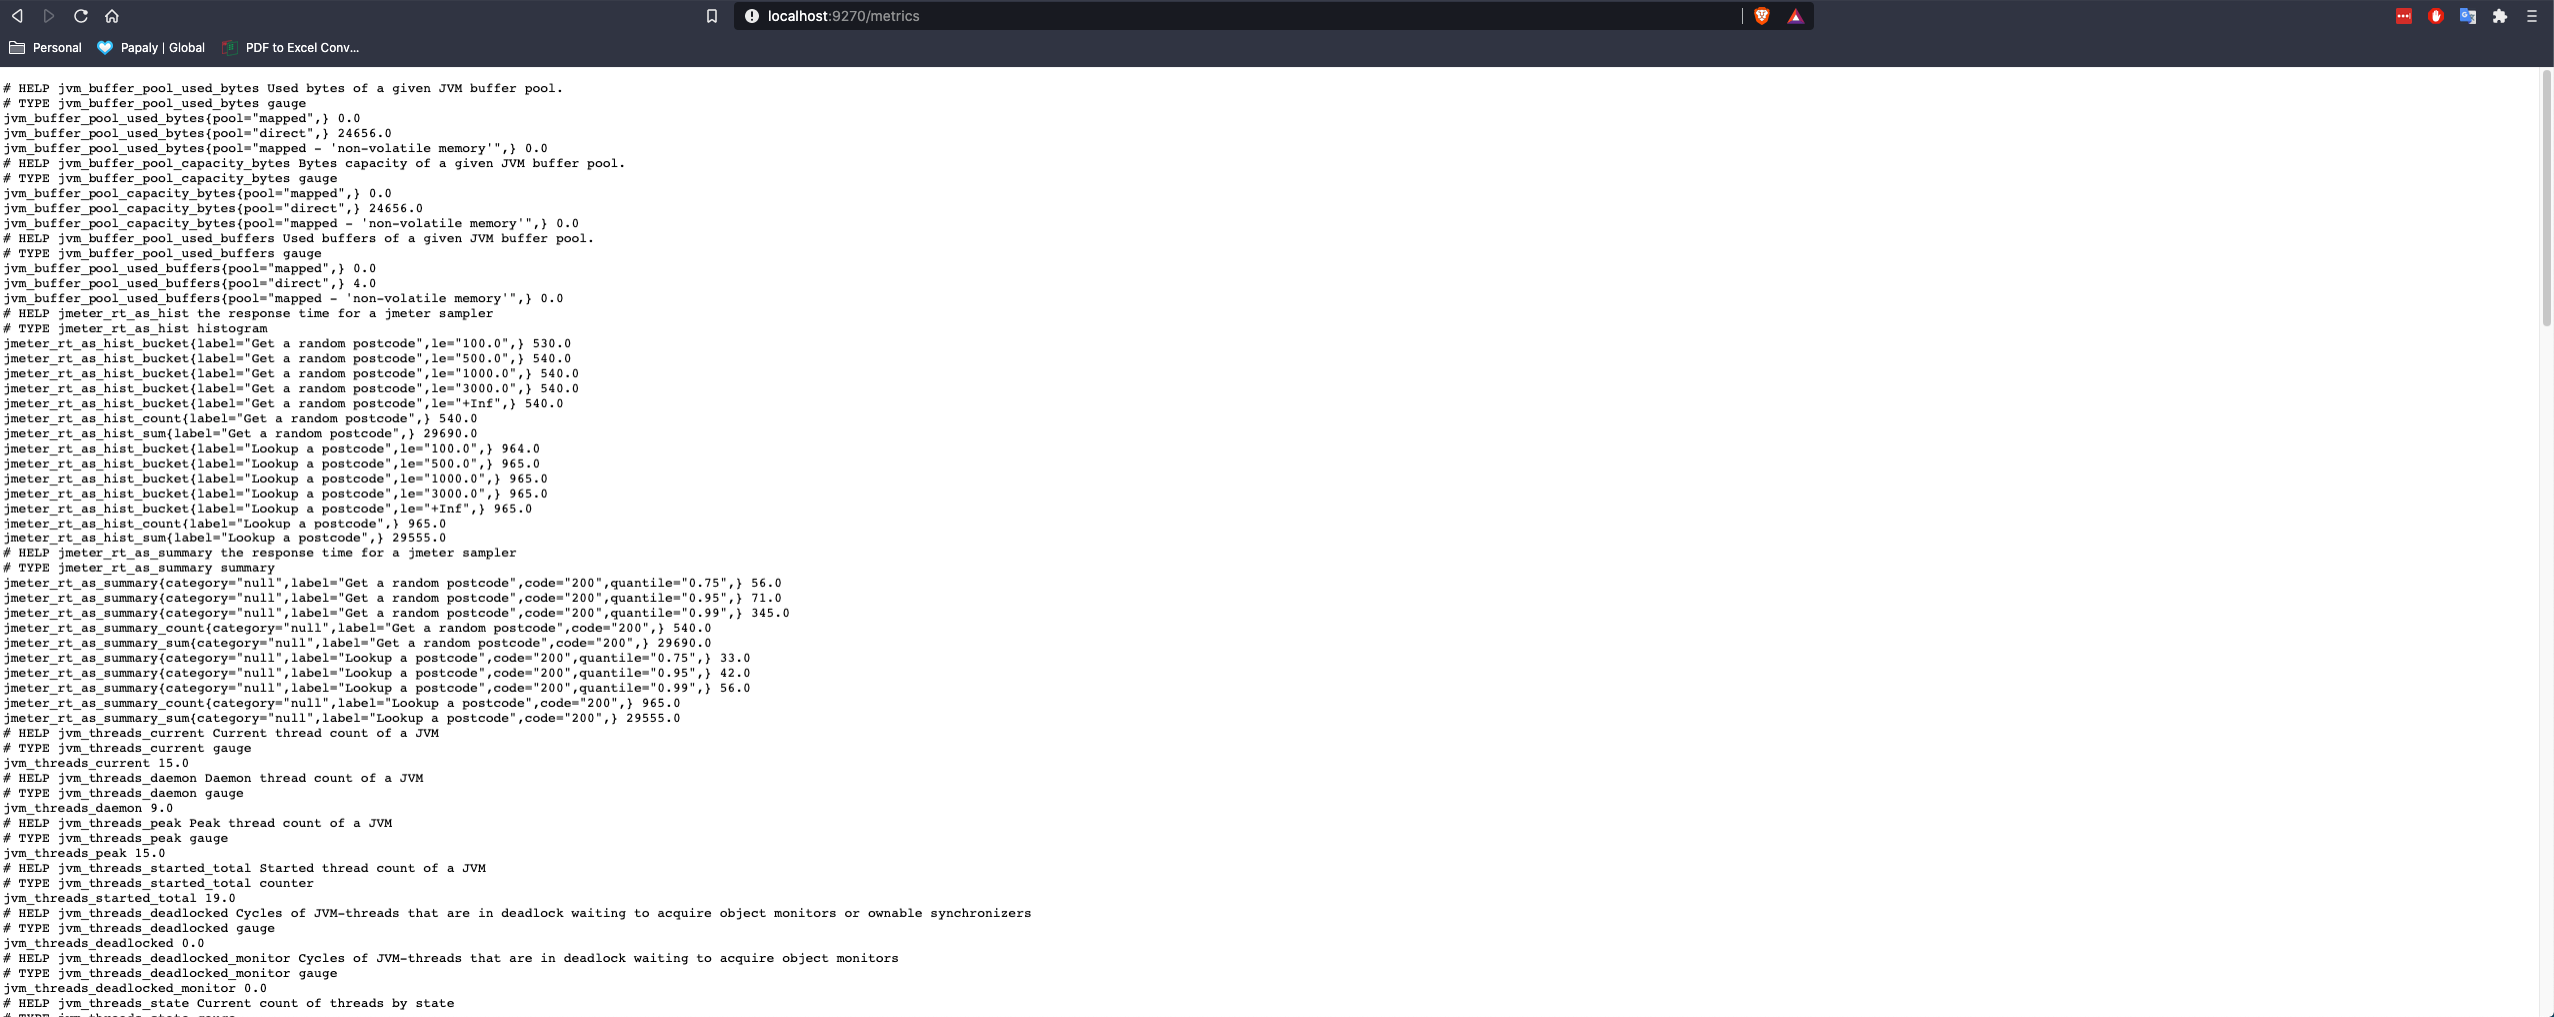 localhost:9270/metrics
Personal
Papaly | Global
PDF to Excel Conv...
# HELP jvm_buffer_pool_used_bytes Used bytes of a given JVM buffer pool.
# TYPE jvm_buffer_pool_used_bytes gauge
jvm_buffer_pool_used_bytes{pool="mapped",} 0.0
jvm_buffer_pool_used_bytes{pool="direct",} 24656.0
jvm_buffer_pool_used_bytes{pool="mapped - 'non-volatile memory'",} 0.0
# HELP jvm_buffer_pool_capacity_bytes Bytes capacity of a given JVM buffer pool.
# TYPE jvm_buffer_pool_capacity_bytes gauge
jvm_buffer_pool_capacity_bytes{pool="mapped",} 0.0
jvm_buffer_pool_capacity_bytes{pool="direct",} 24656.0
jvm_buffer_pool_capacity_bytes{pool="mapped - 'non-volatile memory'",} 0.0
# HELP jvm_buffer_pool_used_buffers Used buffers of a given JVM buffer pool.
# TYPE jvm_buffer_pool_used_buffers gauge
jvm_buffer_pool_used_buffers{pool="mapped",} 0.0
jvm_buffer_pool_used_buffers{pool="direct",} 4.0
jvm_buffer_pool_used_buffers{pool="mapped - 'non-volatile memory'",} 0.0
# HELP jmeter_rt_as_hist the response time for a jmeter sampler
# TYPE jmeter_rt_as_hist histogram
jmeter_rt_as_hist_bucket{label="Get a random postcode",le="100.0",} 530.0
jmeter_rt_as_hist_bucket{label="Get a random postcode",le="500.0",} 540.0
jmeter_rt_as_hist_bucket{label="Get a random postcode",le="1000.0",} 540.0
jmeter_rt_as_hist_bucket{label="Get a random postcode",le="3000.0",} 540.0
jmeter_rt_as_hist_bucket{label="Get a random postcode",le="+Inf",} 540.0
jmeter_rt_as_hist_count{label="Get a random postcode",} 540.0
jmeter_rt_as_hist_sum{label="Get a random postcode",} 29690.0
jmeter_rt_as_hist_bucket{label="Lookup a postcode",le="100.0",} 964.0
jmeter_rt_as_hist_bucket{label="Lookup a postcode",le="500.0",} 965.0
jmeter_rt_as_hist_bucket{label="Lookup a postcode",le="1000.0",} 965.0
jmeter_rt_as_hist_bucket{label="Lookup a postcode",le="3000.0",} 965.0
jmeter_rt_as_hist_bucket{label="Lookup a postcode",le="+Inf",} 965.0
jmeter_rt_as_hist_count{label="Lookup a postcode",} 965.0
jmeter_rt_as_hist_sum{label="Lookup a postcode",} 29555.0
# HELP jmeter_rt_as_summary the response time for a jmeter sampler
# TYPE jmeter_rt_as_summary summary
jmeter_rt_as_summary{category="null",label="Get a random postcode",code="200",quantile="0.75",} 56.0
jmeter_rt_as_summary{category="null",label="Get a random postcode",code="200",quantile="0.95",} 71.0
jmeter_rt_as_summary{category="null",label="Get a random postcode",code="200",quantile="0.99",} 345.0
jmeter_rt_as_summary_count{category="null",label="Get a random postcode",code="200",} 540.0
jmeter_rt_as_summary_sum{category="null",label="Get a random postcode",code="200",} 29690.0
jmeter_rt_as_summary{category="null",label="Lookup a postcode",code="200",quantile="0.75",} 33.0
jmeter_rt_as_summary{category="null",label="Lookup a postcode",code="200",quantile="0.95",} 42.0
jmeter_rt_as_summary{category="null",label="Lookup a postcode",code="200",quantile="0.99",} 56.0
jmeter_rt_as_summary_count{category="null",label="Lookup a postcode",code="200",} 965.0
jmeter_rt_as_summary_sum{category="null",label="Lookup a postcode",code="200",} 29555.0
# HELP jvm_threads_current Current thread count of a JVM
# TYPE jvm_threads_current gauge
jvm_threads_current 15.0
# HELP jvm_threads_daemon Daemon thread count of a JVM
# TYPE jvm_threads_daemon gauge
jvm_threads_daemon 9.0
# HELP jvm_threads_peak Peak thread count of a JVM
# TYPE jvm_threads_peak gauge
jvm_threads_peak 15.0
# HELP jvm_threads_started_total Started thread count of a JVM
# TYPE jvm_threads_started_total counter
jvm_threads_started_total 19.0
# HELP jvm_threads_deadlocked Cycles of JVM-threads that are in deadlock waiting to acquire object monitors or ownable synchronizers
# TYPE jvm_threads_deadlocked gauge
jvm_threads_deadlocked 0.0
# HELP jvm_threads_deadlocked_monitor Cycles of JVM-threads that are in deadlock waiting to acquire object monitors
# TYPE jvm_threads_deadlocked_monitor gauge
jvm_threads_deadlocked_monitor 0.0
# HELP jvm_threads_state Current count of threads by state